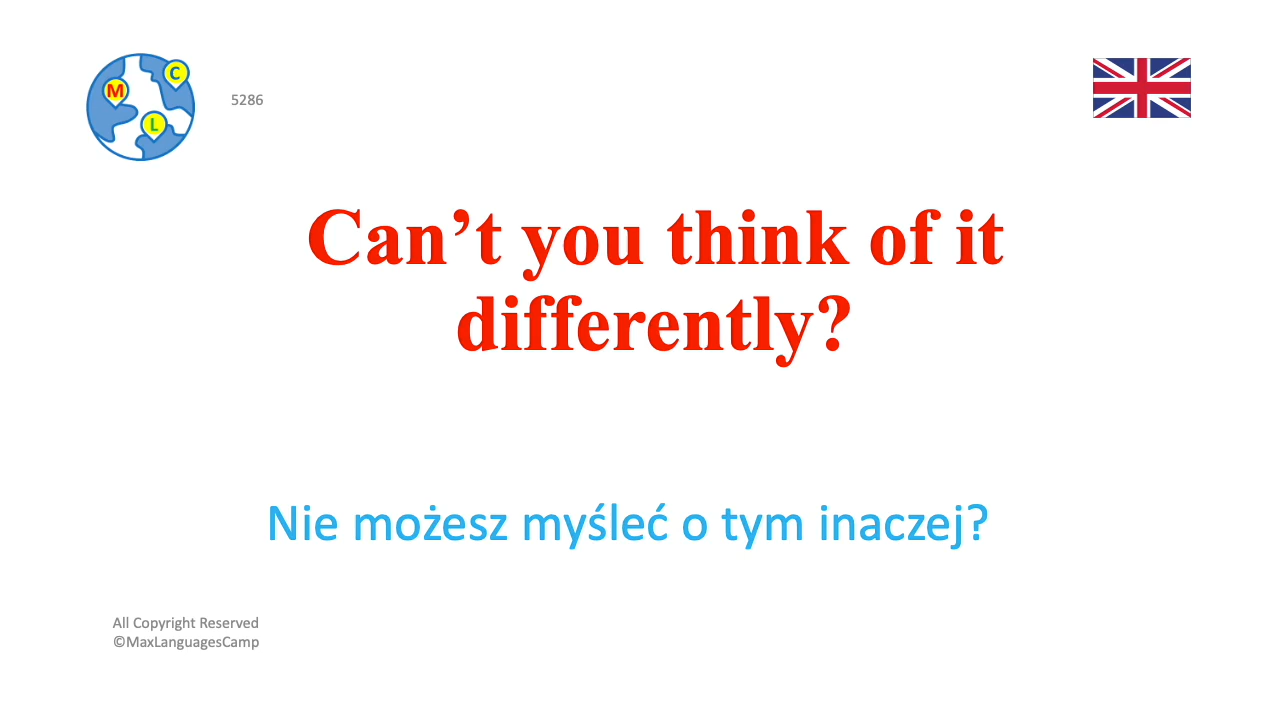 M
C
L
5286
Can’t you think of it
differently?
Nie możesz myśleć o tym inaczej?
All Copyright Reserved
©MaxLanguagesCamp